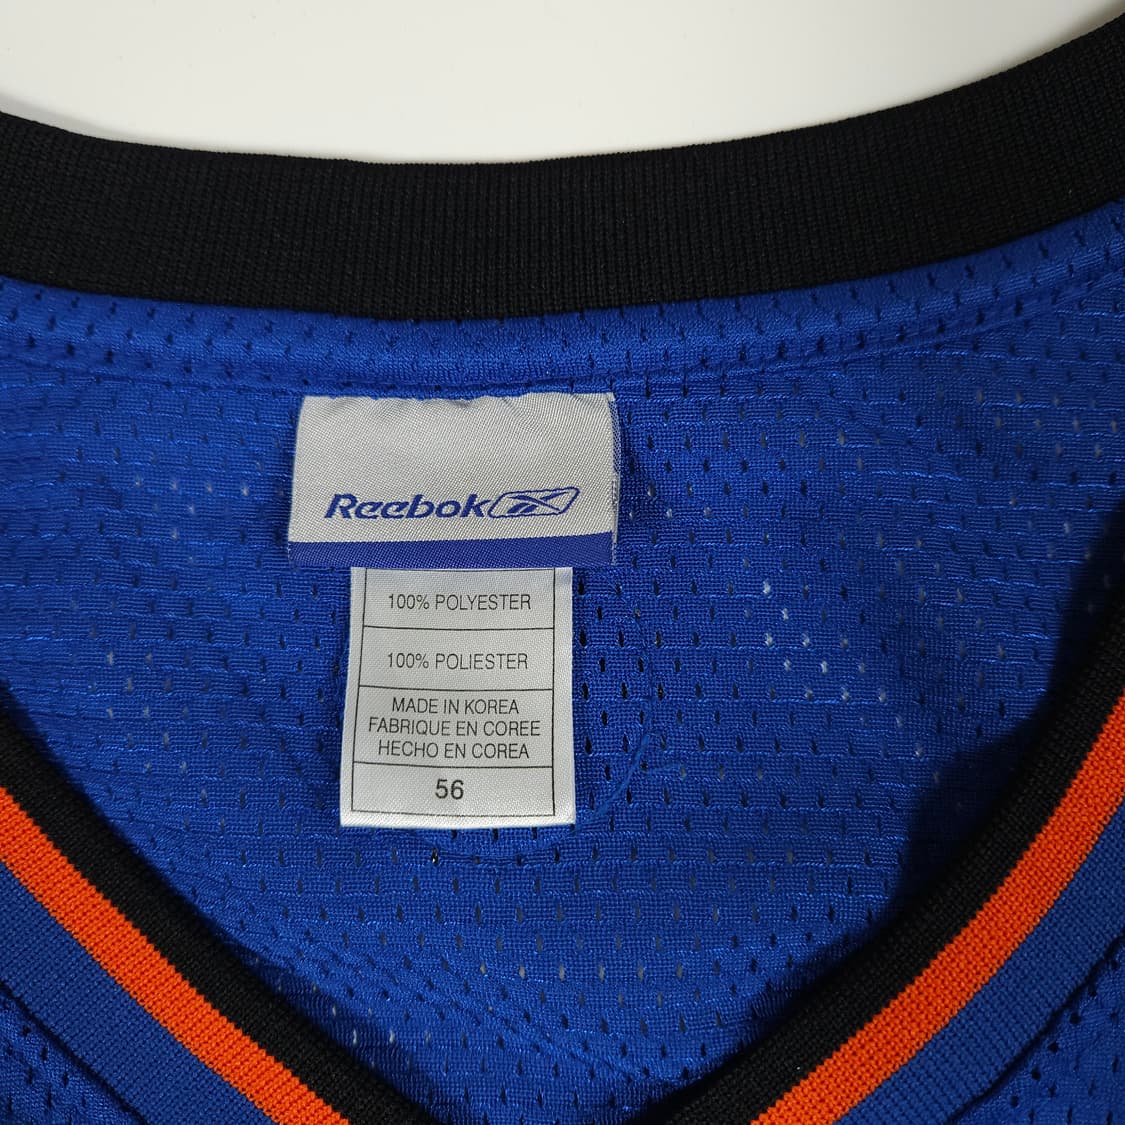 Reebok
100% POLYESTER
100% POLIESTER
MADE IN KOREA
FABRIQUE EN COREE
HECHO EN COREA
56